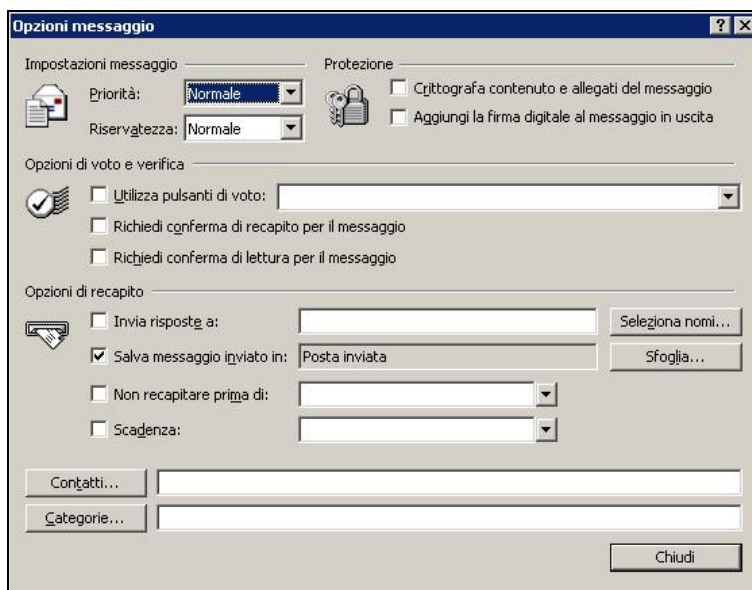 Opzioni messaggio
Impostazioni messaggio
Protezione
Priorità: Normale
Crittografa contenuto e allegati del messaggio
Riservatezza: Normale
Aggiungi la firma digitale al messaggio in uscita
Opzioni di voto e verifica
Utilizza pulsanti di voto:
Richiedi conferma di recapito per il messaggio
Richiedi conferma di lettura per il messaggio
Opzioni di recapito
Invia risposte a: Seleziona nomi...
Salva messaggio inviato in: Posta inviata Sfoglia...
Non recapitare prima di:
Scadenza:
Contatti...
Categorie...
Chiudi